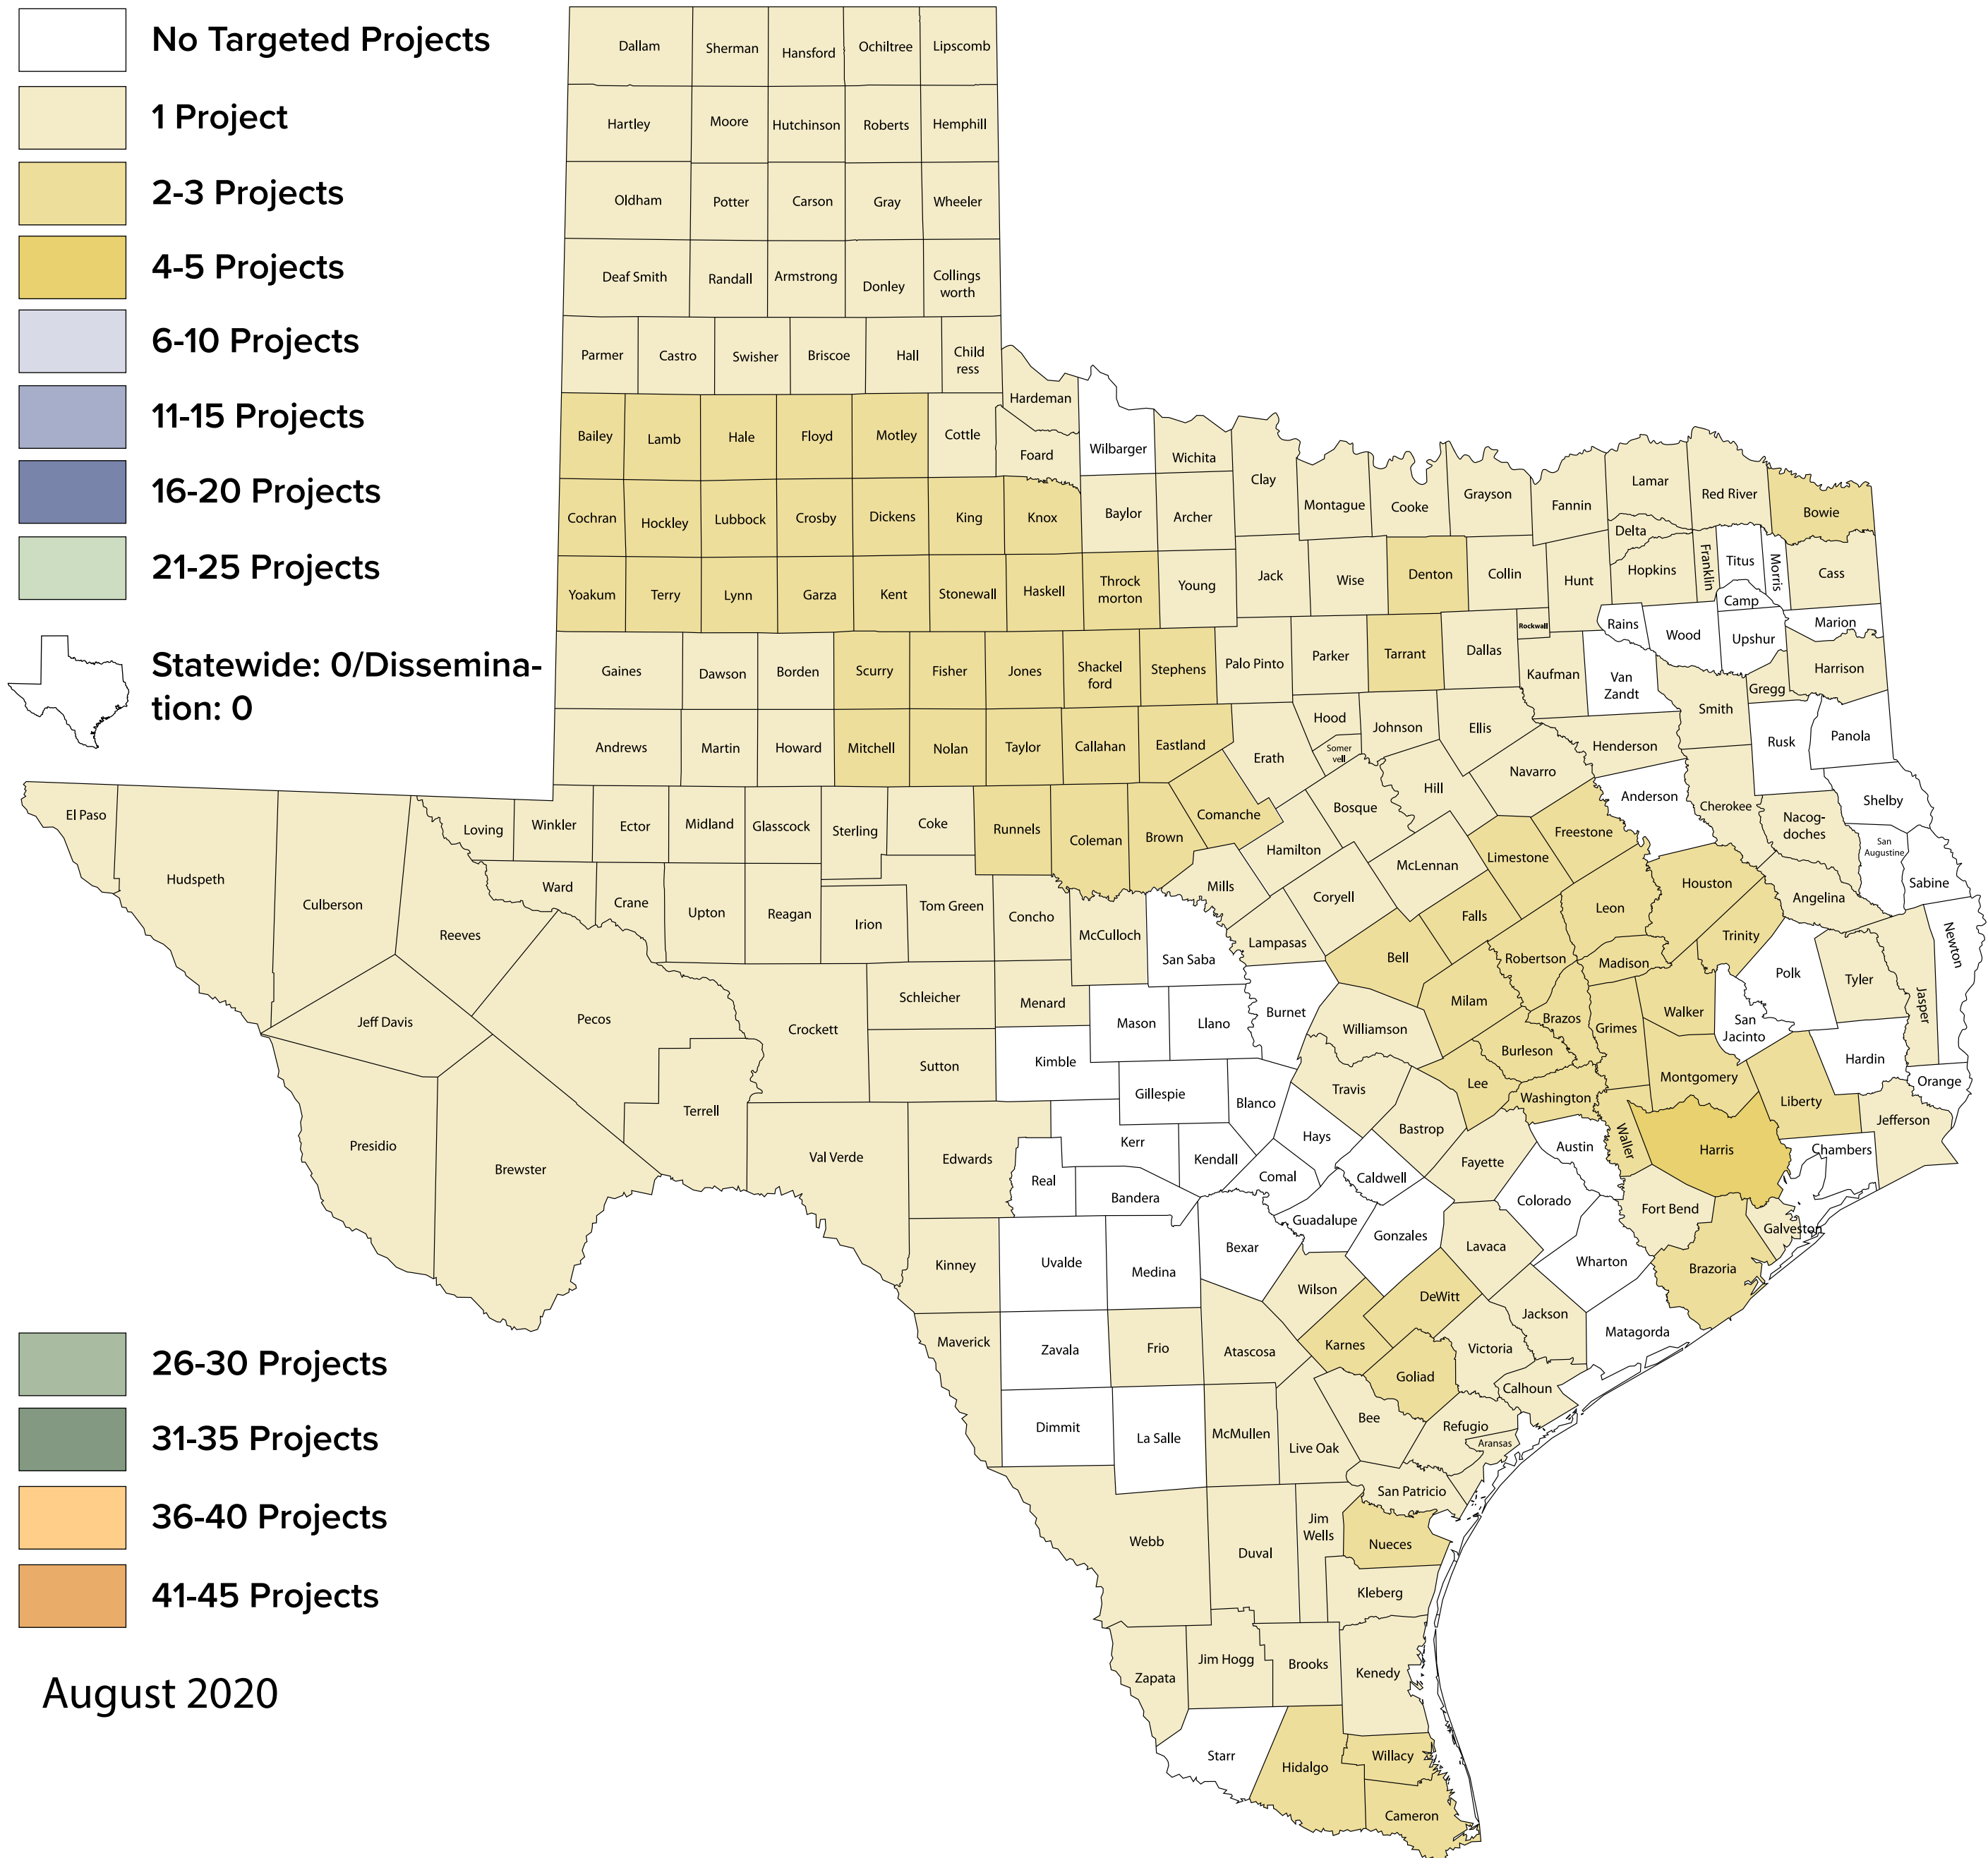 No Targeted Projects
1 Project
2-3 Projects
4-5 Projects
6-10 Projects
11-15 Projects
16-20 Projects
21-25 Projects
Statewide: 0/Dissemina-
tion: 0
26-30 Projects
31-35 Projects
36-40 Projects
41-45 Projects
August 2020
Dallam
Sherman
Hansford
Ochiltree
Lipscomb
Hartley
Moore
Hutchinson
Roberts
Hemphill
Oldham
Potter
Carson
Gray
Wheeler
Deaf Smith
Randall
Armstrong
Donley
Collings
worth
Parmer
Castro
Swisher
Briscoe
Hall
Child
ress
Hardeman
Bailey
Lamb
Hale
Floyd
Motley
Cottle
Foard
Wilbarger
Wichita
Clay
Montague
Cooke
Grayson
Fannin
Lamar
Red River
Bowie
Cochran
Hockley
Lubbock
Crosby
Dickens
King
Knox
Baylor
Archer
Delta
Hopkins
Franklin
Titus
Morris
Cass
Camp
Yoakum
Terry
Lynn
Garza
Kent
Stonewall
Haskell
Throck
morton
Young
Jack
Wise
Denton
Collin
Hunt
Rockwall
Rains
Wood
Upshur
Marion
Gaines
Dawson
Borden
Scurry
Fisher
Jones
Shackel
ford
Stephens
Palo Pinto
Parker
Tarrant
Dallas
Kaufman
Van
Zandt
Smith
Gregg
Harrison
Andrews
Martin
Howard
Mitchell
Nolan
Taylor
Callahan
Eastland
Erath
Hood
Somer
vell
Johnson
Ellis
Henderson
Rusk
Panola
El Paso
Hudspeth
Culberson
Reeves
Loving
Winkler
Ector
Midland
Glasscock
Sterling
Coke
Runnels
Coleman
Brown
Comanche
Hamilton
Bosque
Hill
Navarro
Freestone
Anderson
Cherokee
Nacog-
doches
Shelby
San
Augustine
Sabine
Ward
Crane
Upton
Reagan
Irion
Tom Green
Concho
McCulloch
San Saba
Mills
Lampasas
Coryell
McLennan
Limestone
Falls
Leon
Houston
Trinity
Angelina
Polk
Tyler
Jasper
Newton
Jeff Davis
Pecos
Crockett
Schleicher
Menard
Mason
Llano
Burnet
Bell
Williamson
Milam
Robertson
Madison
Brazos
Grimes
Walker
San
Jacinto
Hardin
Orange
Presidio
Brewster
Terrell
Val Verde
Sutton
Kimble
Gillespie
Blanco
Travis
Lee
Burleson
Washington
Montgomery
Liberty
Jefferson
Edwards
Real
Kerr
Kendall
Bandera
Hays
Comal
Caldwell
Bastrop
Fayette
Austin
Waller
Harris
Chambers
Kinney
Uvalde
Medina
Bexar
Guadalupe
Gonzales
Lavaca
Colorado
Wharton
Fort Bend
Galveston
Brazoria
Maverick
Zavala
Frio
Atascosa
Wilson
Karnes
DeWitt
Goliad
Victoria
Jackson
Matagorda
Calhoun
Dimmit
La Salle
McMullen
Live Oak
Bee
Refugio
Aransas
San Patricio
Webb
Duval
Jim
Wells
Nueces
Kleberg
Zapata
Jim Hogg
Brooks
Kenedy
Starr
Hidalgo
Willacy
Cameron